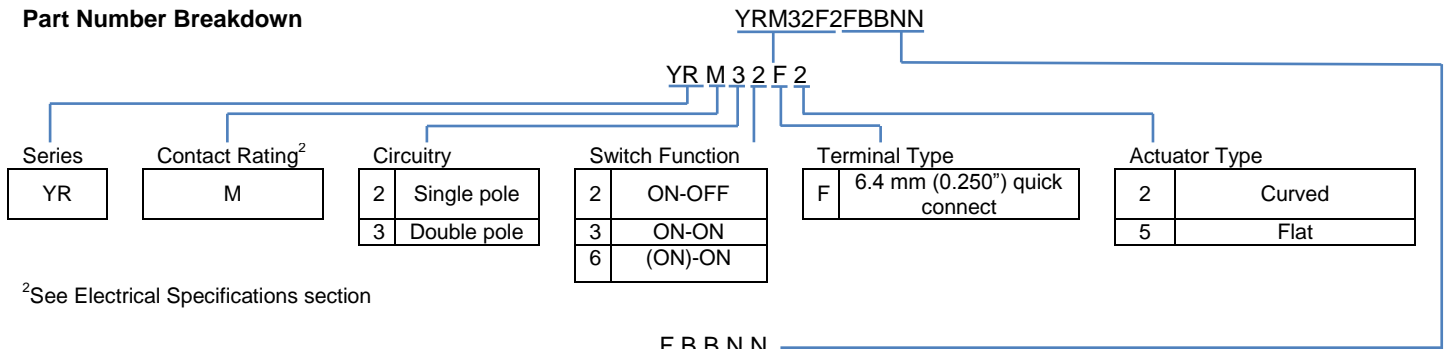 Part Number Breakdown
YRM32F2FBBNN
YR M 3 2 F 2
Series
Contact Rating2
Circuitry
Switch Function
Terminal Type
Actuator Type
YR
M
2 Single pole
3 Double pole
2 ON-OFF
3 ON-ON
6 (ON)-ON
F 6.4 mm (0.250”) quick
connect
2 Curved
5 Flat
2See Electrical Specifications section
F B B N N